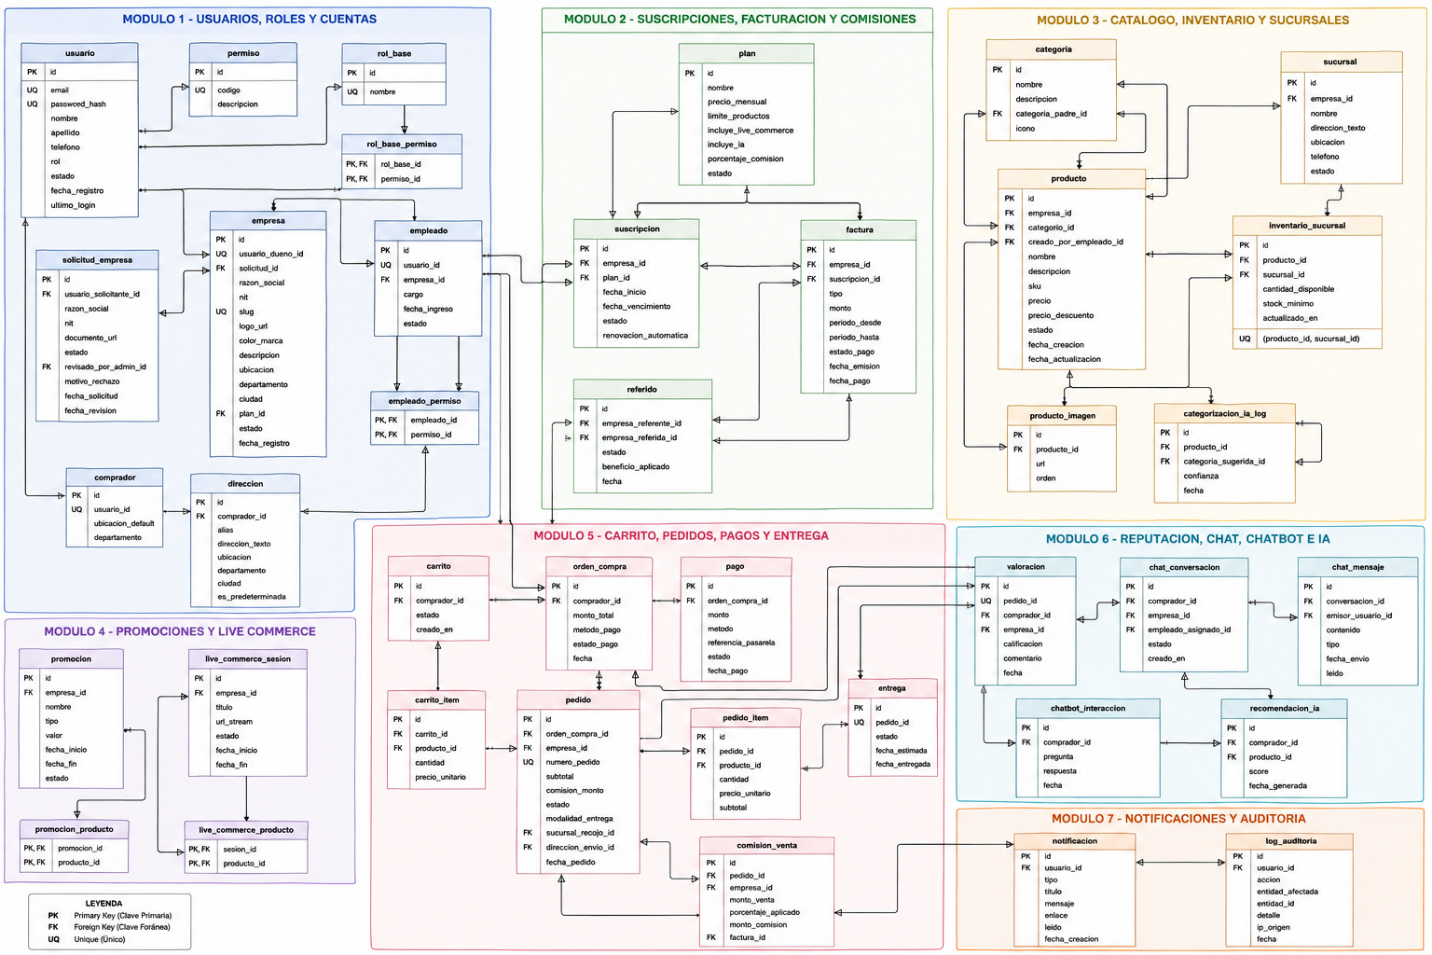 MODULO 1 - USUARIOS, ROLES Y CUENTAS
usuario
PK id
UQ email
UQ passwced_hash
nombre
apellido
telefono
rol
estado
fecha_registro
ultimo_login
permiso
PK id
UQ codigo
descripcion
rol_base
PK id
UQ nombre
rol_base_permiso
PK, FK rol_base_id
PK, FK permiso_id
empresa
PK id
UQ usuario_dueno_id
FK solicitud_id
razon_social
nit
UQ slug
logo_url
color_marca
descripcion
ubicacion
departamento
ciudad
FK plan_id
estado
fecha_registro
empleado
PK id
UQ usuario_id
FK empresa_id
cargo
fecha_ingreso
estado
solicitud_empresa
PK id
FK usuario_solicitante_id
razon_social
nit
documento_url
estado
FK revisado_por_admin_id
motivo_rechazo
fecha_solicitud
fecha_revision
empleado_permiso
PK, FK empleado_id
PK, FK permiso_id
comprador
PK id
UQ usuario_id
ubicacion_default
departamento
direccion
PK id
FK comprador_id
alias
direccion_texto
ubicacion
departamento
ciudad
es_predeterminada
MODULO 2 - SUSCRIPCIONES, FACTURACION Y COMISIONES
plan
PK id
nombre
precio_mensual
limite_productos
incluye_live_commerce
incluye_ia
porcentaje_comision
estado
suscripcion
PK id
FK empresa_id
FK plan_id
fecha_inicio
fecha_vencimiento
estado
renovacion_automatica
factura
PK id
FK empresa_id
FK suscripcion_id
tipo
monto
periodo_desde
periodo_hasta
estado_pago
fecha_emision
fecha_pago
referido
PK id
FK empresa_referente_id
FK empresa_referida_id
estado
beneficio_aplicado
fecha
MODULO 3 - CATALOGO, INVENTARIO Y SUCURSALES
categoria
PK id
nombre
descripcion
FK categoria_padre_id
icono
sucursal
PK id
FK empresa_id
nombre
direccion_texto
ubicacion
telefono
estado
producto
PK id
FK empresa_id
FK categorio_id
FK creado_por_empleado_id
nombre
descripcion
sku
precio
precio_descuento
estado
fecha_creacion
fecha_actualizacion
inventario_sucursal
PK id
FK producto_id
FK sucursal_id
cantidad_disponible
stock_minimo
actualizado_en
UQ (producto_id, sucursal_id)
producto_imagen
PK id
FK producto_id
url
orden
categorizacion_ia_log
PK id
FK producto_id
FK categoria_sugerida_id
confianza
fecha
MODULO 4 - PROMOCIONES Y LIVE COMMERCE
promocion
PK id
FK empresa_id
nombre
tipo
valor
fecha_inicio
fecha_fin
estado
live_commerce_sesion
PK id
FK empresa_id
titulo
url_stream
estado
fecha_inicio
fecha_fin
promocion_producto
PK, FK promocion_id
PK, FK producto_id
live_commerce_producto
PK, FK sesion_id
PK, FK producto_id
LEYENDA
PK Primary Key (Clave Primaria)
FK Foreign Key (Clave Foránea)
UQ Unique (Único)
MODULO 5 - CARRITO, PEDIDOS, PAGOS Y ENTREGA
carrito
PK id
FK comprador_id
estado
creado_en
orden_compra
PK id
FK comprador_id
monto_total
metodo_pago
estado_pago
fecha
pago
PK id
FK orden_compra_id
monto
metodo
referencia_pasarela
estado
fecha_pago
carrito_item
PK id
FK carrito_id
FK producto_id
cantidad
precio_unitario
pedido
PK id
FK orden_compra_id
FK empresa_id
UQ numero_pedido
subtotal
comision_monto
estado
modalidad_entrega
FK sucursal_recojo_id
FK direccion_envio_id
fecha_pedido
pedido_item
PK id
FK pedido_id
FK producto_id
cantidad
precio_unitario
subtotal
entrega
PK id
UQ pedido_id
estado
fecha_estimada
fecha_entregada
comision_venta
PK id
FK pedido_id
FK empresa_id
monto_venta
porcentaje_aplicado
monto_comision
FK factura_id
MODULO 6 - REPUTACION, CHAT, CHATBOT E IA
valoracion
PK id
UQ pedido_id
FK comprador_id
FK empresa_id
calificacion
comentario
fecha
chat_conversacion
PK id
FK comprador_id
FK empresa_id
FK empleado_asignado_id
estado
creado_en
chat_mensaje
PK id
FK conversacion_id
FK emisor_usuario_id
contenido
tipo
fecha_envio
leido
chatbot_interaccion
PK id
FK comprador_id
pregunta
respuesta
fecha
recomendacion_ia
PK id
FK comprador_id
FK producto_id
score
fecha_generada
MODULO 7 - NOTIFICACIONES Y AUDITORIA
notificacion
PK id
FK usuario_id
tipo
titulo
mensaje
enlace
leido
fecha_creacion
log_auditoria
PK id
FK usuario_id
accion
entidad_afectada
entidad_id
detalle
ip_origen
fecha